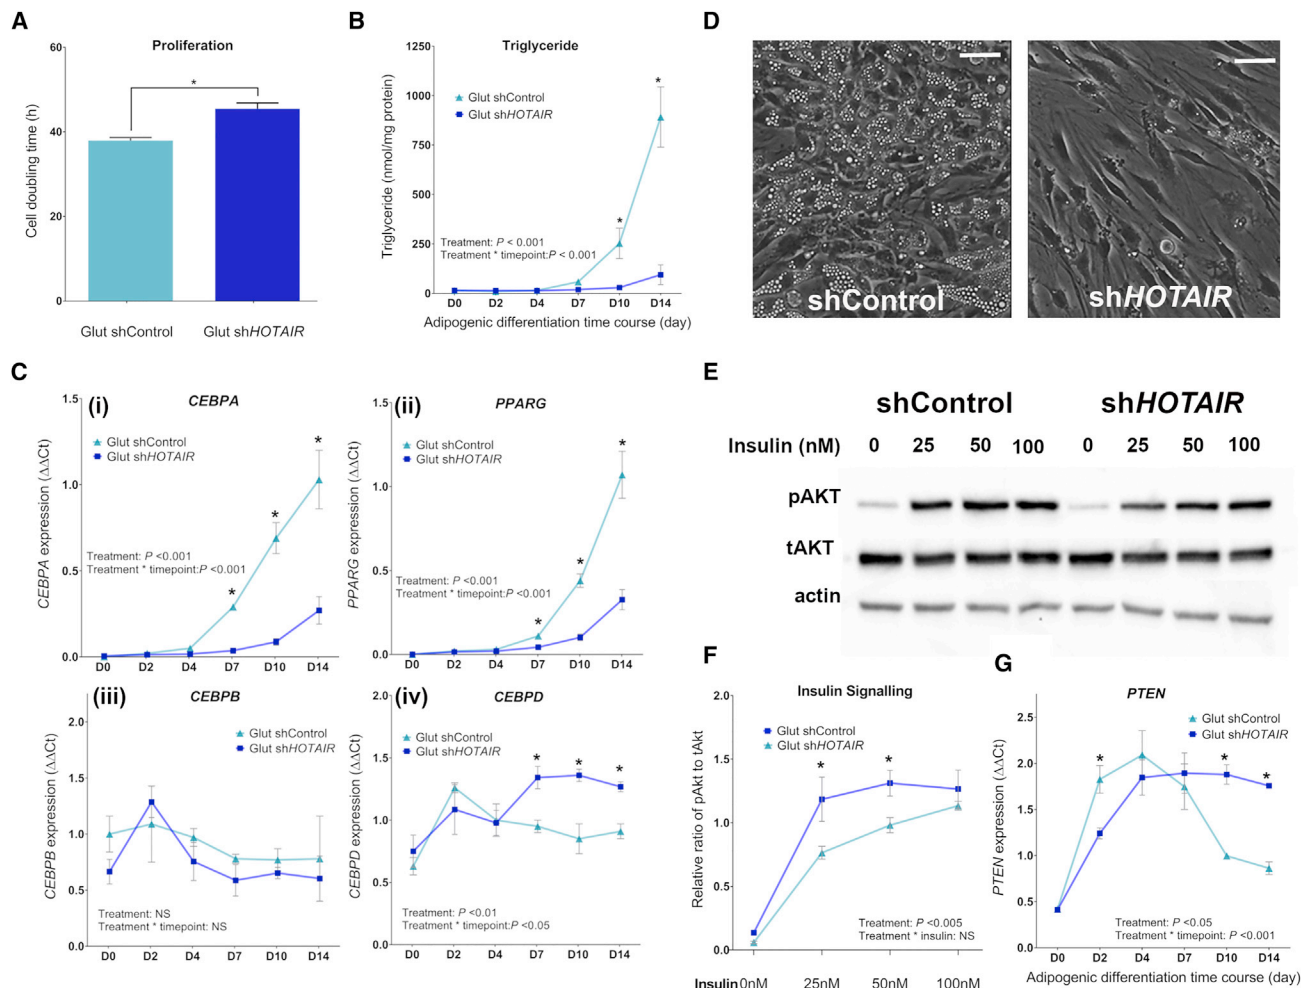 A
Proliferation
Cell doubling time (h)
60
40
20
0
*
Glut shControl
Glut shHOTAIR
B
Triglyceride
Triglyceride (nmol/mg protein)
1250
1000
750
500
250
0
Glut shControl
Glut shHOTAIR
*
*
Treatment: P < 0.001
Treatment * timepoint:P < 0.001
D0 D2 D4 D7 D10 D14
Adipogenic differentiation time course (day)
D
shControl
shHOTAIR
C
(i)
CEBPA
CEBPA expression (ΔΔCt)
1.5
1.0
0.5
0.0
Glut shControl
Glut shHOTAIR
*
*
*
Treatment: P <0.001
Treatment * timepoint:P <0.001
D0 D2 D4 D7 D10 D14
(ii)
PPARG
PPARG expression (ΔΔCt)
1.5
1.0
0.5
0.0
Glut shControl
Glut shHOTAIR
*
*
*
Treatment: P <0.001
Treatment * timepoint:P <0.001
D0 D2 D4 D7 D10 D14
(iii)
CEBPB
CEBPB expression (ΔΔCt)
2.0
1.5
1.0
0.5
0.0
Glut shControl
Glut shHOTAIR
Treatment: NS
Treatment * timepoint: NS
D0 D2 D4 D7 D10 D14
(iv)
CEBPD
CEBPD expression (ΔΔCt)
2.0
1.5
1.0
0.5
0.0
Glut shControl
Glut shHOTAIR
* * *
Treatment: P <0.01
Treatment * timepoint:P <0.05
D0 D2 D4 D7 D10 D14
E
shControl shHOTAIR
Insulin (nM) 0 25 50 100 0 25 50 100
pAKT
tAKT
actin
F
Insulin Signalling
Relative ratio of pAkt to tAkt
2.0
1.5
1.0
0.5
0.0
Glut shControl
Glut shHOTAIR
* *
Treatment: P <0.005
Treatment * insulin: NS
Insulin 0nM 25nM 50nM 100nM
G
PTEN
PTEN expression (ΔΔCt)
2.5
2.0
1.5
1.0
0.5
0.0
Glut shControl
Glut shHOTAIR
* * *
Treatment: P <0.05
Treatment * timepoint: P <0.001
D0 D2 D4 D7 D10 D14
Adipogenic differentiation time course (day)